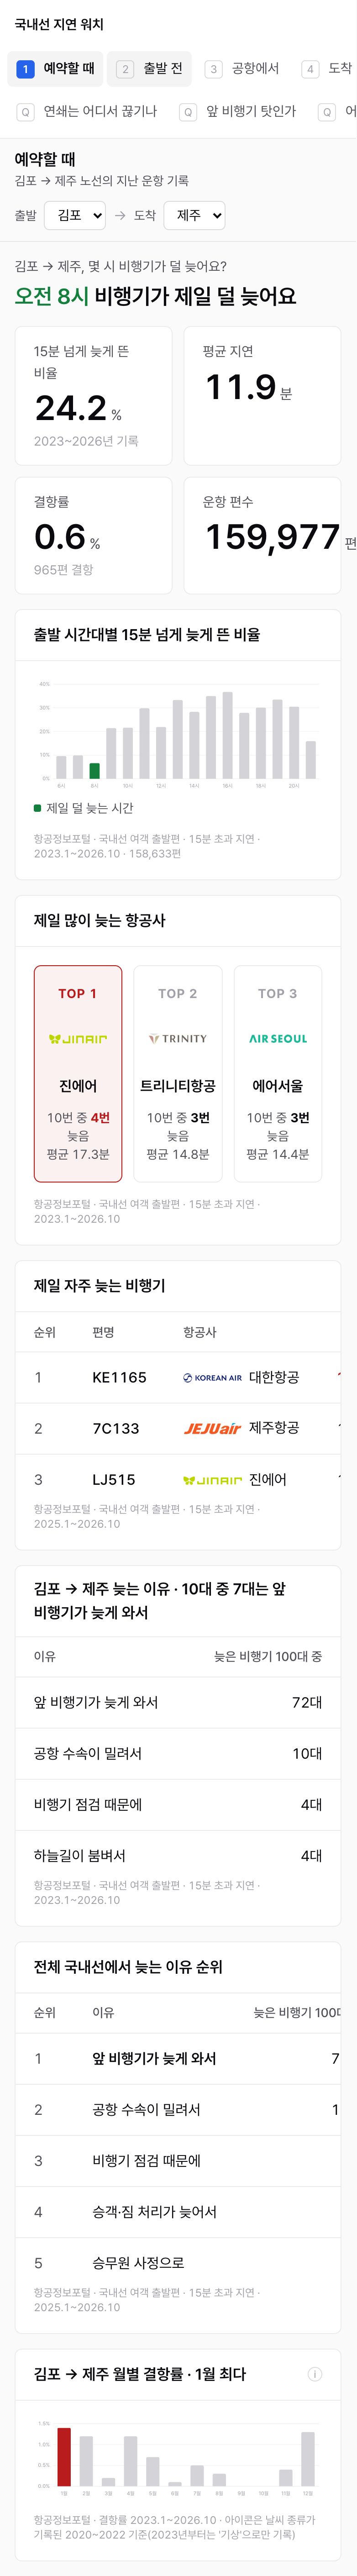 국내선 지연 워치
1 예약할 때 2 출발 전 3 공항에서 4 도착
Q 연쇄는 어디서 끊기나 Q 앞 비행기 탓인가 Q 어
예약할 때
김포 → 제주 노선의 지난 운항 기록
출발 김포 → 도착 제주
김포 → 제주, 몇 시 비행기가 덜 늦어요?
오전 8시 비행기가 제일 덜 늦어요
15분 넘게 늦게 뜬
비율
24.2 %
2023~2026년 기록
평균 지연
11.9 분
결항률
0.6 %
965편 결항
운항 편수
159,977 편
출발 시간대별 15분 넘게 늦게 뜬 비율
40%
30%
20%
10%
0%
6시 8시 10시 12시 14시 16시 18시 20시
제일 덜 늦는 시간
항공정보포털 · 국내선 여객 출발편 · 15분 초과 지연 ·
2023.1~2026.10 · 158,633편
제일 많이 늦는 항공사
TOP 1
JINAIR
진에어
10번 중 4번
늦음
평균 17.3분
TOP 2
TRINITY
트리니티항공
10번 중 3번
늦음
평균 14.8분
TOP 3
AIR SEOUL
에어서울
10번 중 3번
늦음
평균 14.4분
항공정보포털 · 국내선 여객 출발편 · 15분 초과 지연 ·
2023.1~2026.10
제일 자주 늦는 비행기
순위 편명 항공사
1 KE1165 KOREAN AIR 대한항공
2 7C133 JEJUair 제주항공
3 LJ515 JINAIR 진에어
항공정보포털 · 국내선 여객 출발편 · 15분 초과 지연 ·
2025.1~2026.10
김포 → 제주 늦는 이유 · 10대 중 7대는 앞
비행기가 늦게 와서
이유 늦은 비행기 100대 중
앞 비행기가 늦게 와서 72대
공항 수속이 밀려서 10대
비행기 점검 때문에 4대
하늘길이 붐벼서 4대
항공정보포털 · 국내선 여객 출발편 · 15분 초과 지연 ·
2023.1~2026.10
전체 국내선에서 늦는 이유 순위
순위 이유 늦은 비행기 100대
1 앞 비행기가 늦게 와서 7
2 공항 수속이 밀려서 1
3 비행기 점검 때문에
4 승객·짐 처리가 늦어서
5 승무원 사정으로
항공정보포털 · 국내선 여객 출발편 · 15분 초과 지연 ·
2025.1~2026.10
김포 → 제주 월별 결항률 · 1월 최다
1.5%
1.0%
0.5%
0.0%
1월 2월 3월 4월 5월 6월 7월 8월 9월 10월 11월 12월
항공정보포털 · 결항률 2023.1~2026.10 · 아이콘은 날씨 종류가
기록된 2020~2022 기준(2023년부터는 '기상'으로만 기록)